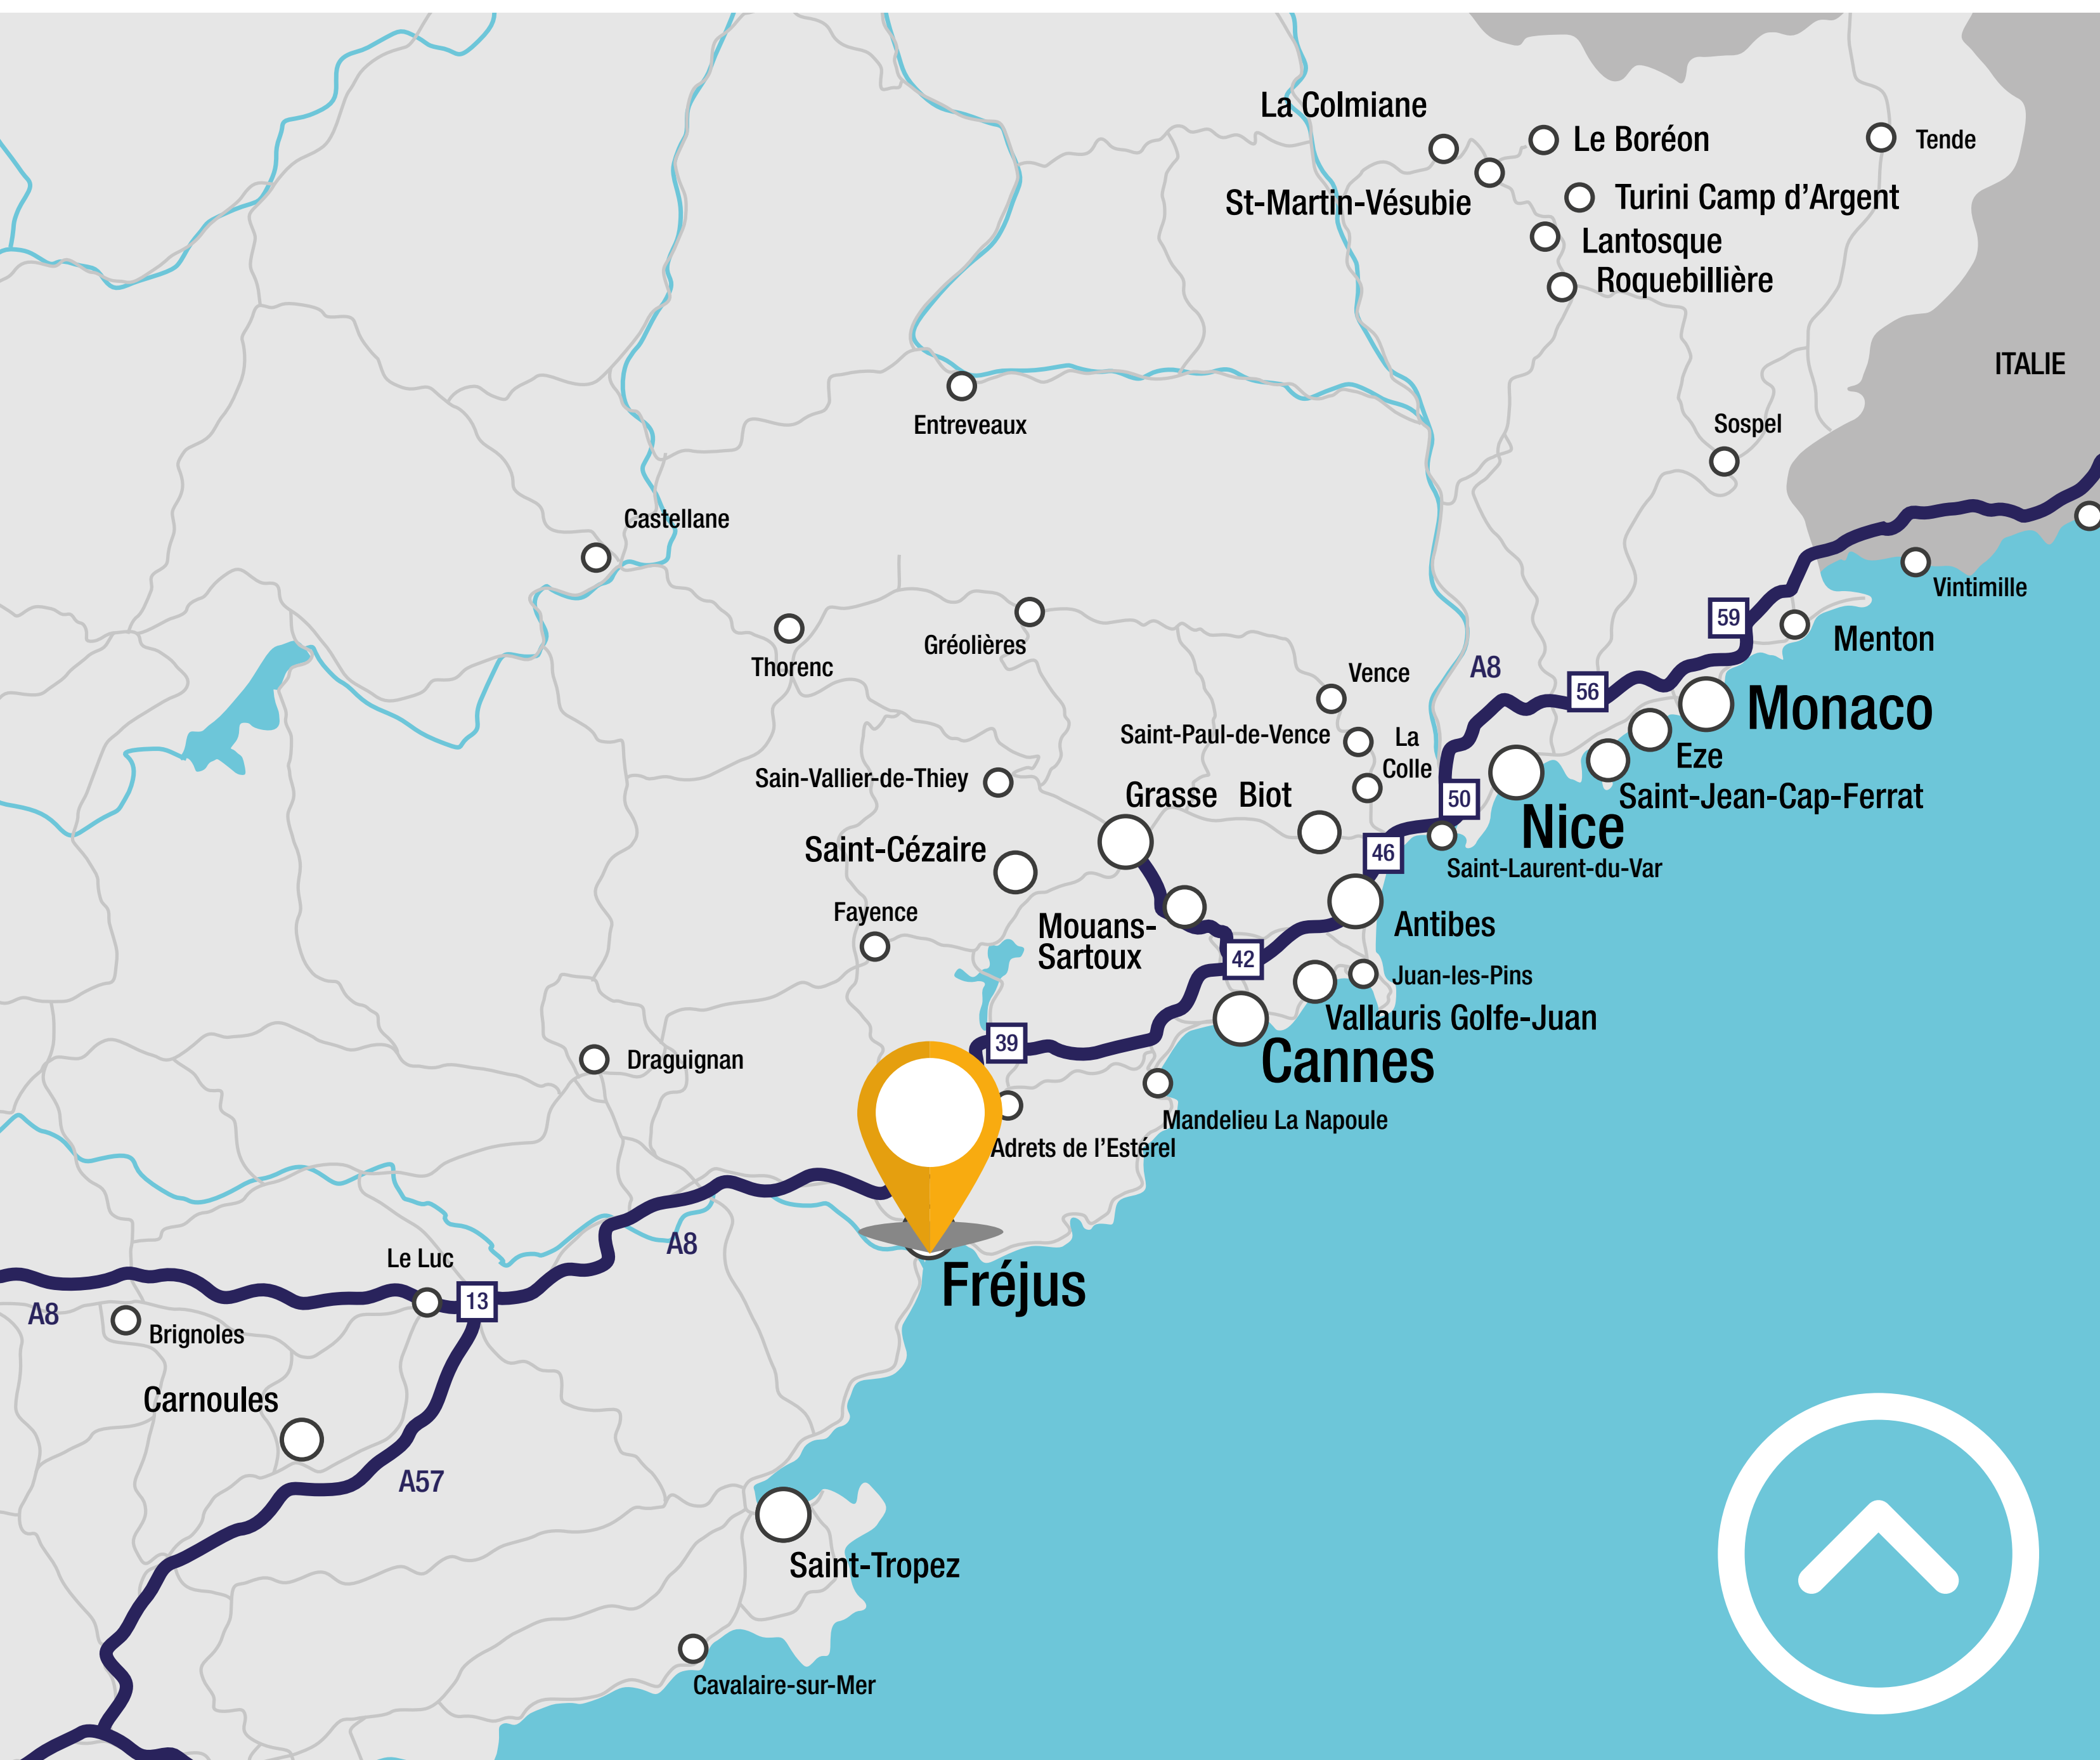 La Colmiane
Le Boréon
Tende
St-Martin-Vésubie
Turini Camp d'Argent
Lantosque
Roquebillière
ITALIE
Entreveaux
Sospel
Castellane
Vintimille
59
Menton
Thorenc
Gréolières
Vence
A8
56
Monaco
Saint-Paul-de-Vence
La
Colle
Eze
Sain-Vallier-de-Thiey
Grasse
Biot
50
Saint-Jean-Cap-Ferrat
Nice
Saint-Cézaire
46
Saint-Laurent-du-Var
Fayence
Mouans-
Sartoux
Antibes
42
Juan-les-Pins
Vallauris Golfe-Juan
39
Cannes
Draguignan
Mandelieu La Napoule
Adrets de l'Estérel
A8
Le Luc
Fréjus
13
A8
Brignoles
Carnoules
A57
Saint-Tropez
Cavalaire-sur-Mer